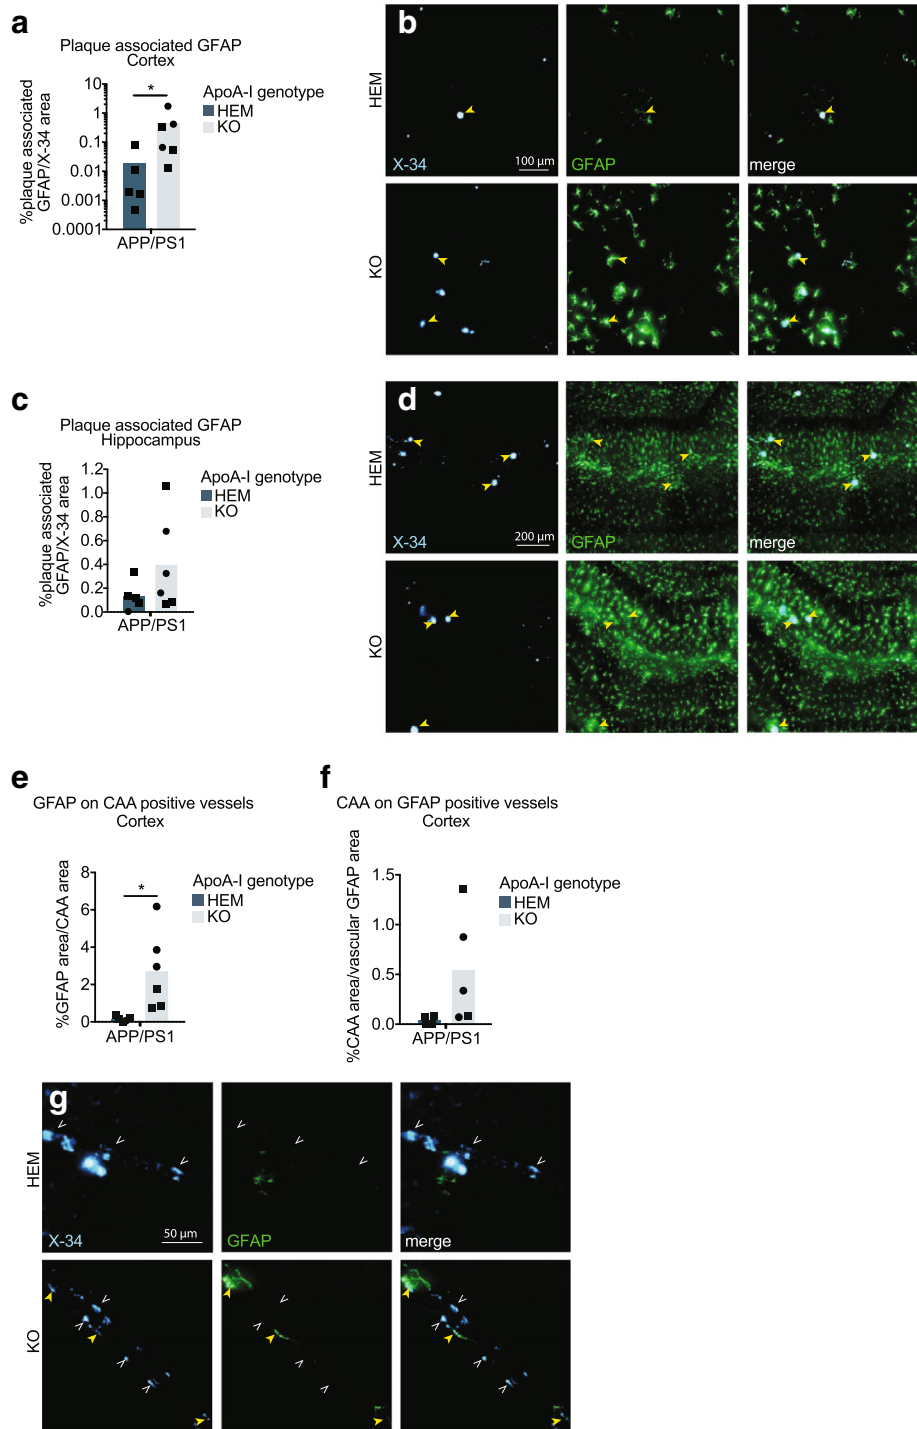 a
Plaque associated GFAP
Cortex
%plaque associated
GFAP/X-34 area
10
1
0.1
0.01
0.001
0.0001
*
APP/PS1
ApoA-I genotype
HEM
KO
b
HEM
X-34
100 µm
GFAP
merge
KO
c
Plaque associated GFAP
Hippocampus
%plaque associated
GFAP/X-34 area
1.2
1.0
0.8
0.6
0.4
0.2
0.0
APP/PS1
ApoA-I genotype
HEM
KO
d
HEM
X-34
200 µm
GFAP
merge
KO
e
GFAP on CAA positive vessels
Cortex
%GFAP area/CAA area
8
6
4
2
0
*
APP/PS1
ApoA-I genotype
HEM
KO
f
CAA on GFAP positive vessels
Cortex
%CAA area/vascular GFAP area
1.5
1.0
0.5
0.0
APP/PS1
ApoA-I genotype
HEM
KO
g
HEM
X-34
50 µm
GFAP
merge
KO